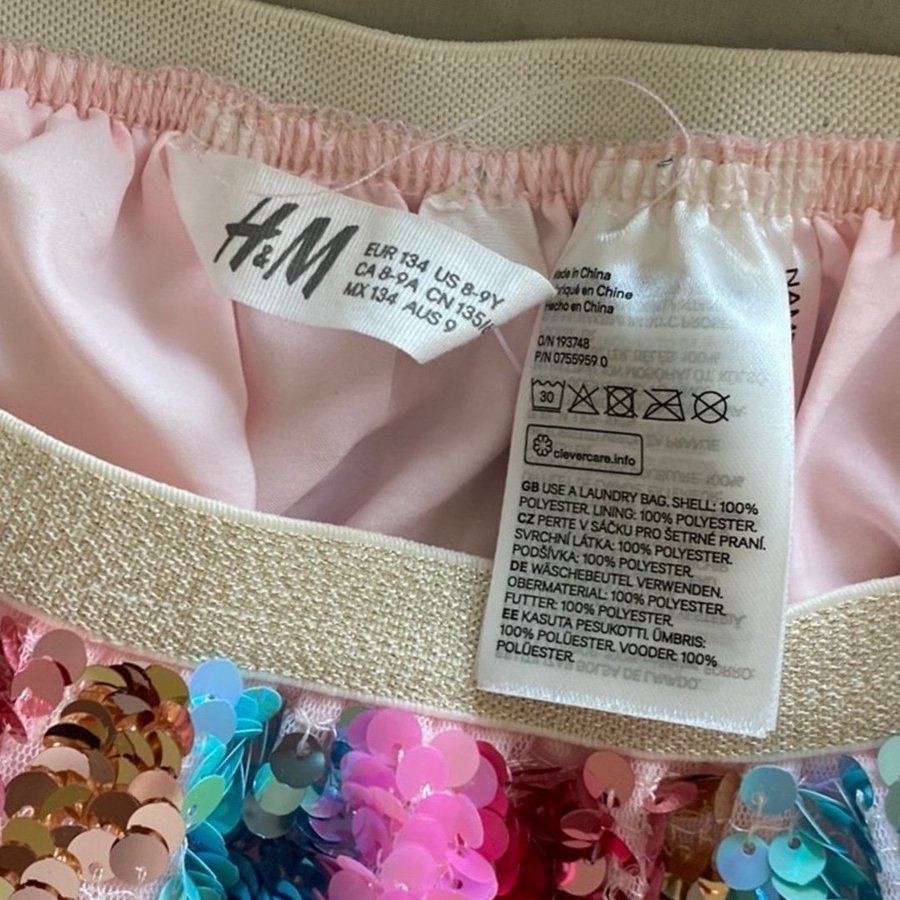 H&M
EUR 134 US 8-9Y
CA 8-9A CN 135/
MX 134 AUS 9
Made in China
en Chine
Hecho en China
O/N 193748
P/N 0755959 0
30
clevercare.info
GB USE A LAUNDRY BAG. SHELL: 100%
POLYESTER. LINING: 100% POLYESTER.
CZ PERTE V SÁČKU PRO ŠETRNÉ PRANÍ.
SVRCHNÍ LÁTKA: 100% POLYESTER.
PODŠÍVKA: 100% POLYESTER.
DE WÄSCHEBEUTEL VERWENDEN.
OBERMATERIAL: 100% POLYESTER.
FUTTER: 100% POLYESTER.
EE KASUTA PESUKOTTI. ÜMBRIS:
100% POLÜESTER. VOODER: 100%
POLÜESTER.